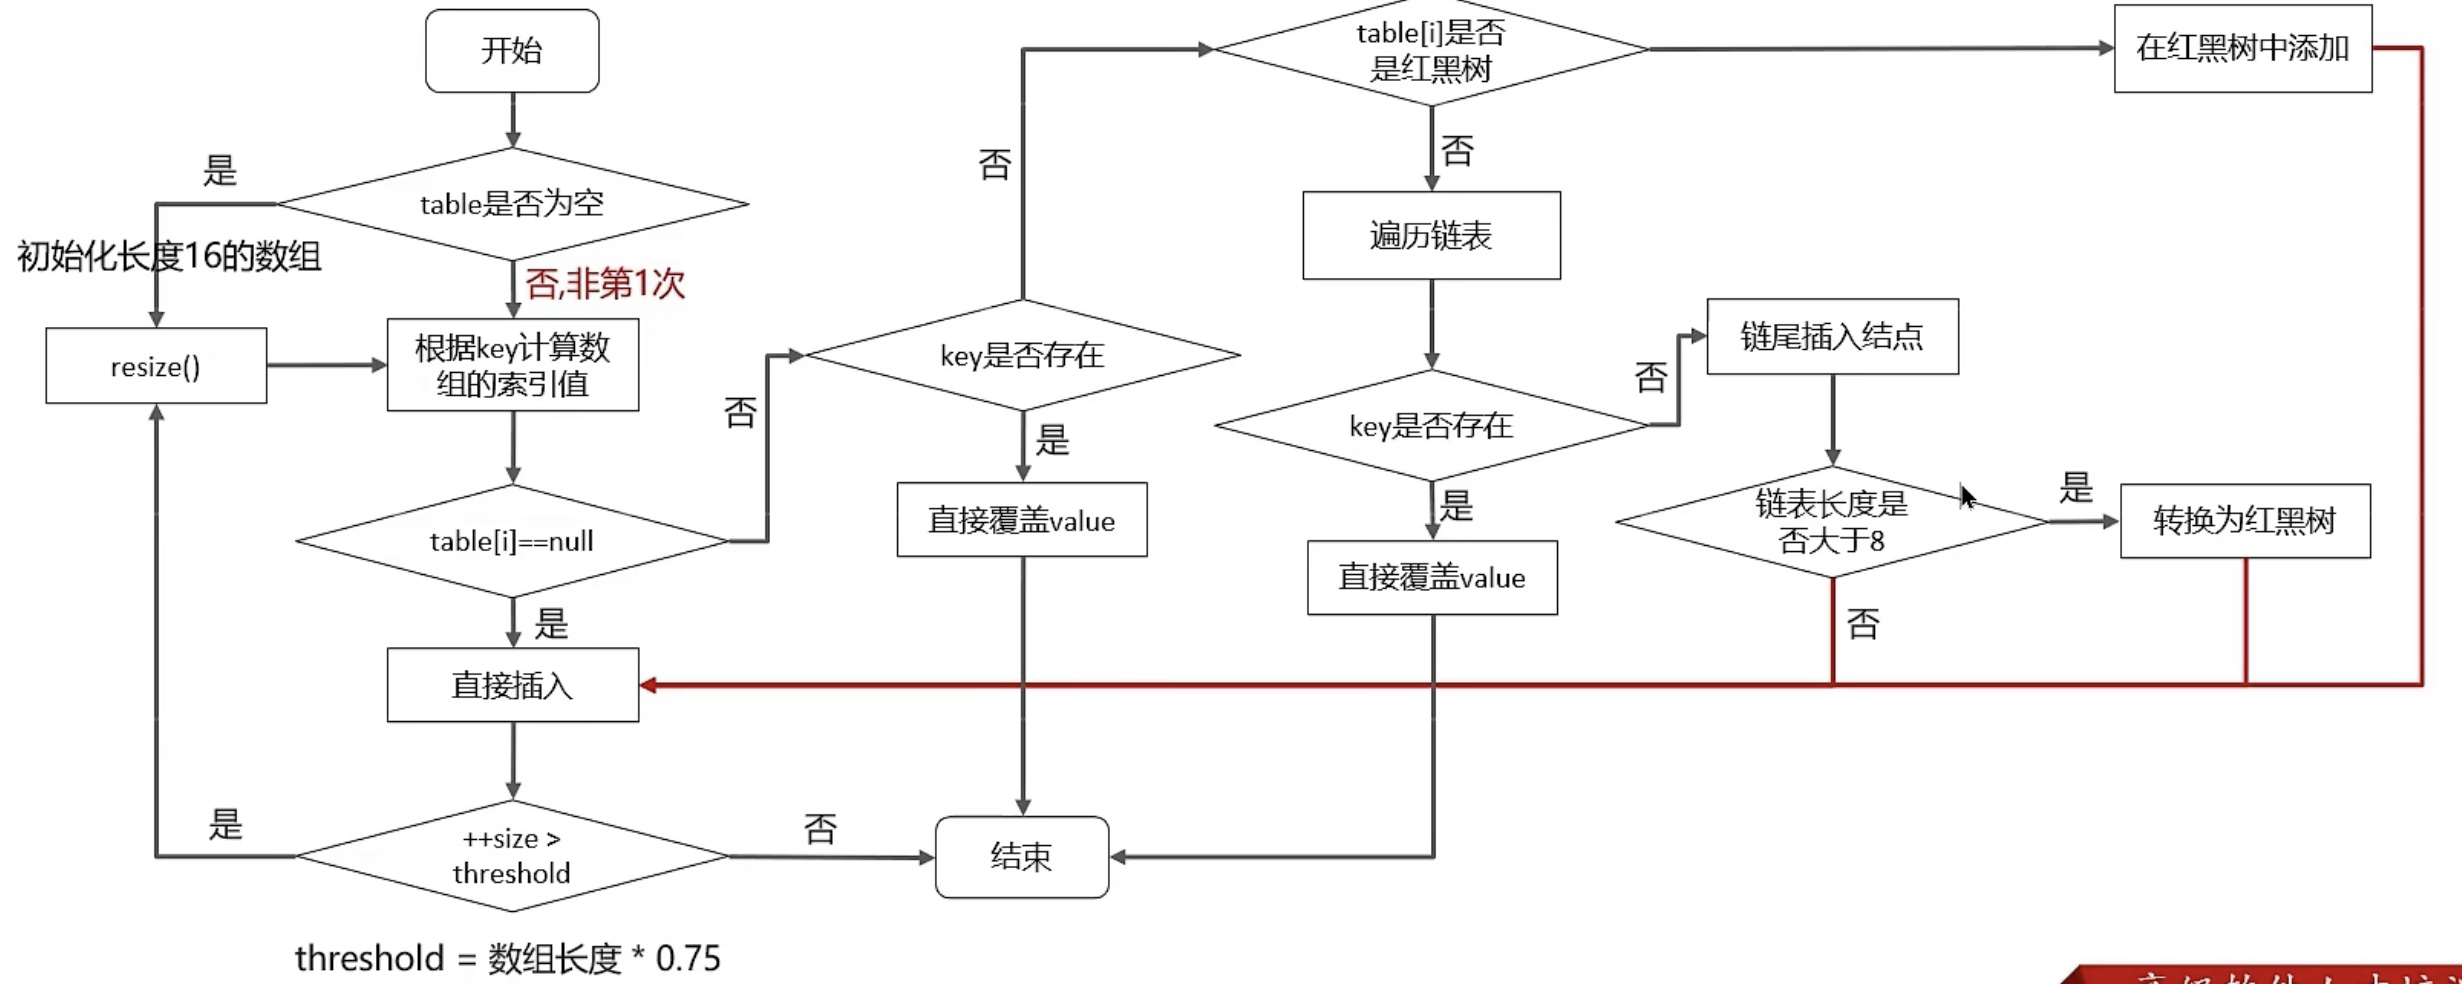 开始
是
table是否为空
初始化长度16的数组
否,非第1次
resize()
根据key计算数
组的索引值
table[i]==null
否
是
直接插入
是
++size >
threshold
否
threshold = 数组长度 * 0.75
否
key是否存在
是
直接覆盖value
结束
table[i]是否
是红黑树
否
遍历链表
key是否存在
否
是
直接覆盖value
链尾插入结点
链表长度是
否大于8
是
否
转换为红黑树
在红黑树中添加